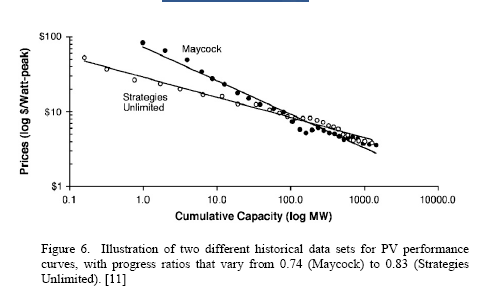 $100
Maycock
Strategies
Unlimited
$10
$1
Prices (log $/Watt-peak)
0.1 1.0 10.0 100.0 1000.0 10000.0
Cumulative Capacity (log MW)
Figure 6. Illustration of two different historical data sets for PV performance
curves, with progress ratios that vary from 0.74 (Maycock) to 0.83 (Strategies
Unlimited). [11]